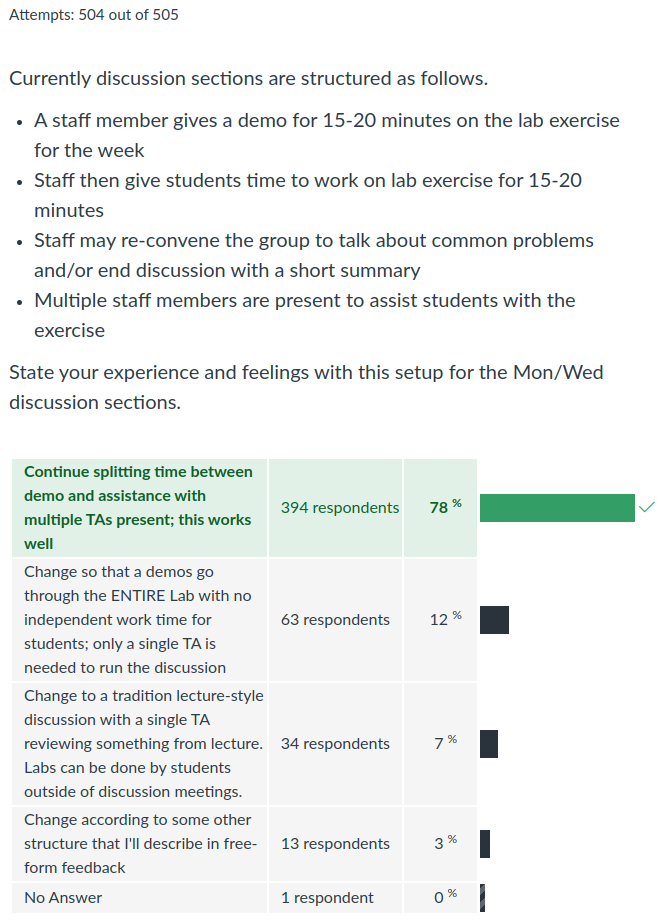 Attempts: 504 out of 505
Currently discussion sections are structured as follows.
• A staff member gives a demo for 15-20 minutes on the lab exercise
for the week
• Staff then give students time to work on lab exercise for 15-20
minutes
• Staff may re-convene the group to talk about common problems
and/or end discussion with a short summary
• Multiple staff members are present to assist students with the
exercise
State your experience and feelings with this setup for the Mon/Wed
discussion sections.
Continue splitting time between
demo and assistance with
multiple TAs present; this works
well
394 respondents
78 %
Change so that a demos go
through the ENTIRE Lab with no
independent work time for
students; only a single TA is
needed to run the discussion
63 respondents
12 %
Change to a tradition lecture-style
discussion with a single TA
reviewing something from lecture.
Labs can be done by students
outside of discussion meetings.
34 respondents
7 %
Change according to some other
structure that I'll describe in free-
form feedback
13 respondents
3 %
No Answer
1 respondent
0 %